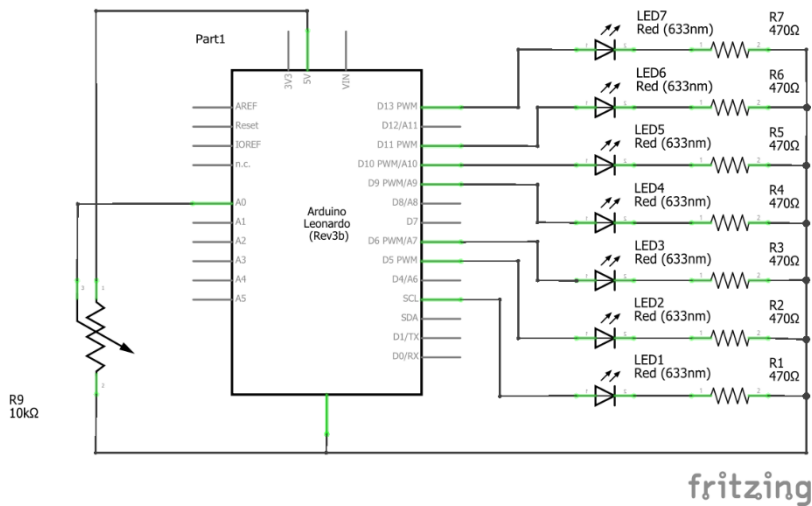 Part1
3V3
5V
VIN
AREF
Reset
IOREF
n.c.
A0
A1
A2
A3
A4
A5
Arduino
Leonardo
(Rev3b)
D13 PWM
D12/A11
D11 PWM
D10 PWM/A10
D9 PWM/A9
D8/A8
D7
D6 PWM/A7
D5 PWM
D4/A6
SCL
SDA
D1/TX
D0/RX
R9
10kΩ
LED7
Red (633nm)
R7
470Ω
LED6
Red (633nm)
R6
470Ω
LED5
Red (633nm)
R5
470Ω
LED4
Red (633nm)
R4
470Ω
LED3
Red (633nm)
R3
470Ω
LED2
Red (633nm)
R2
470Ω
LED1
Red (633nm)
R1
470Ω
fritzing